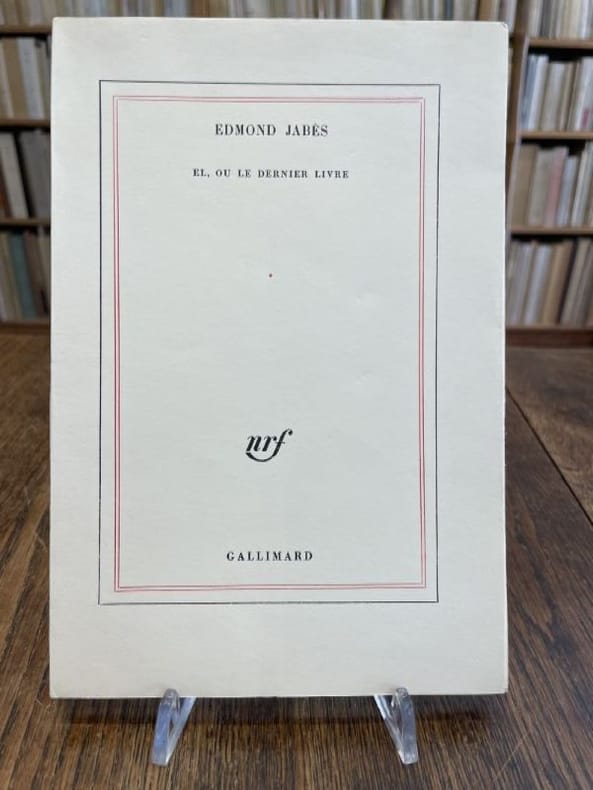 EDMOND JABÈS
EL, OU LE DERNIER LIVRE
nrf
GALLIMARD